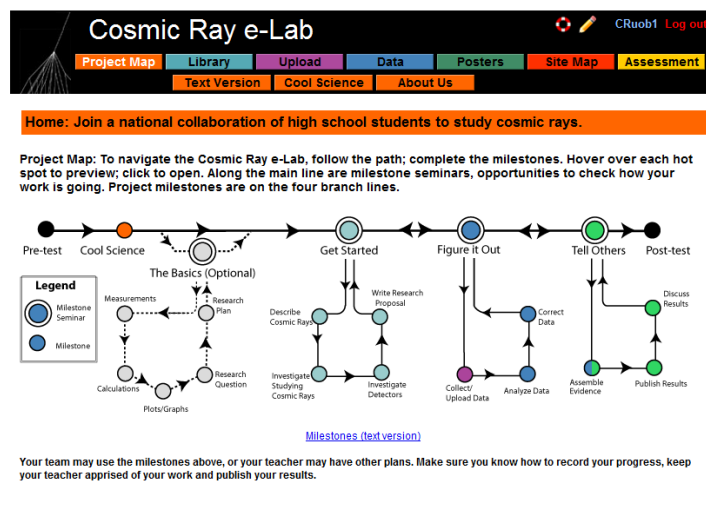 Cosmic Ray e-Lab
CRuob1 Log out
Project Map Library Upload Data Posters Site Map Assessment
Text Version Cool Science About Us
Home: Join a national collaboration of high school students to study cosmic rays.
Project Map: To navigate the Cosmic Ray e-Lab, follow the path; complete the milestones. Hover over each hot
spot to preview; click to open. Along the main line are milestone seminars, opportunities to check how your
work is going. Project milestones are on the four branch lines.
Pre-test
Cool Science
The Basics (Optional)
Get Started
Figure it Out
Tell Others
Post-test
Legend
Milestone
Seminar
Milestone
Measurements
Calculations
Plots/Graphs
Research
Question
Research
Plan
Describe
Cosmic Rays
Investigate
Studying
Cosmic Rays
Investigate
Detectors
Write Research
Proposal
Collect/
Upload Data
Analyze Data
Correct
Data
Assemble
Evidence
Publish Results
Discuss
Results
Milestones (text version)
Your team may use the milestones above, or your teacher may have other plans. Make sure you know how to record your progress, keep
your teacher apprised of your work and publish your results.